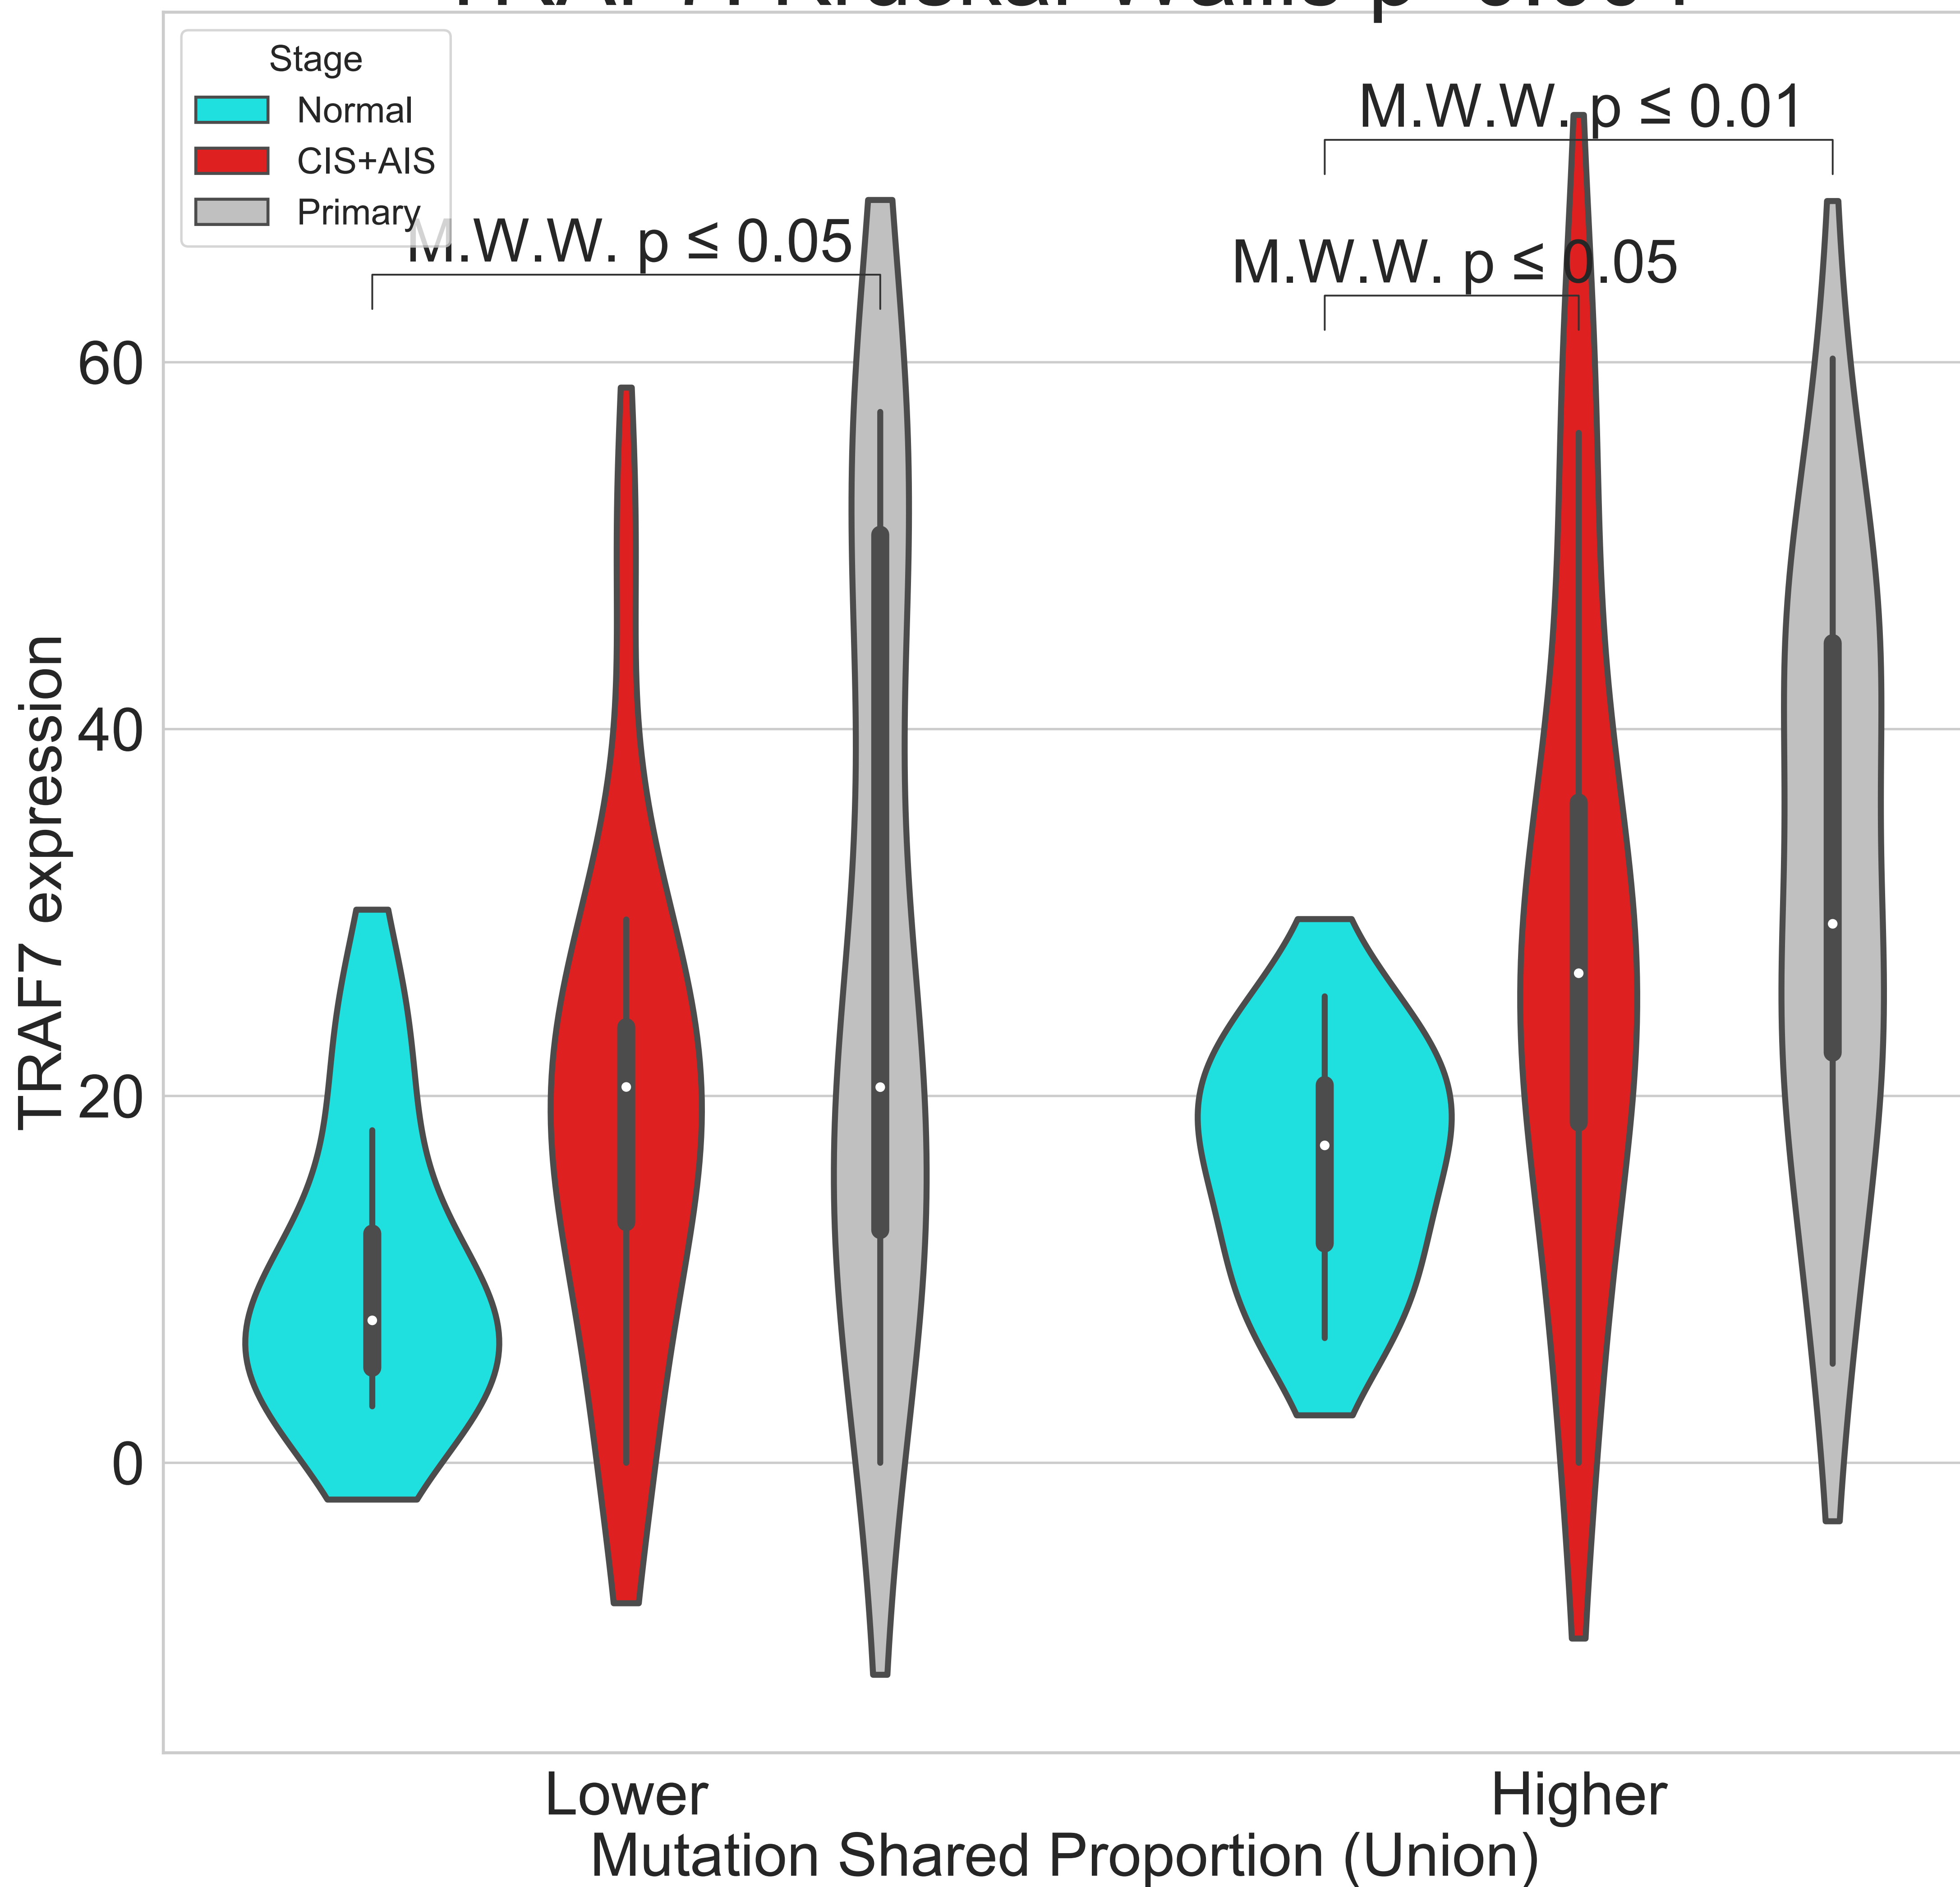 Stage
Normal
CIS+AIS
Primary
M.W.W. p ≤ 0.01
M.W.W. p ≤ 0.05
M.W.W. p ≤ 0.05
60
40
20
0
TRAF7 expression
Lower
Higher
Mutation Shared Proportion (Union)